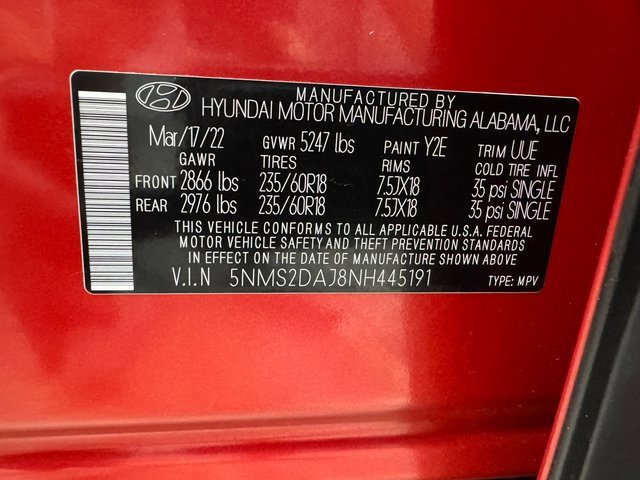 MANUFACTURED BY
HYUNDAI MOTOR MANUFACTURING ALABAMA, LLC
Mar/17/22 GVWR 5247 lbs PAINT Y2E TRIM UUE
GAWR TIRES RIMS COLD TIRE INFL
FRONT 2866 lbs 235/60R18 7.5JX18 35 psi SINGLE
REAR 2976 lbs 235/60R18 7.5JX18 35 psi SINGLE
THIS VEHICLE CONFORMS TO ALL APPLICABLE U.S.A. FEDERAL
MOTOR VEHICLE SAFETY AND THEFT PREVENTION STANDARDS
IN EFFECT ON THE DATE OF MANUFACTURE SHOWN ABOVE
V.I.N 5NMS2DAJ8NH445191 TYPE: MPV